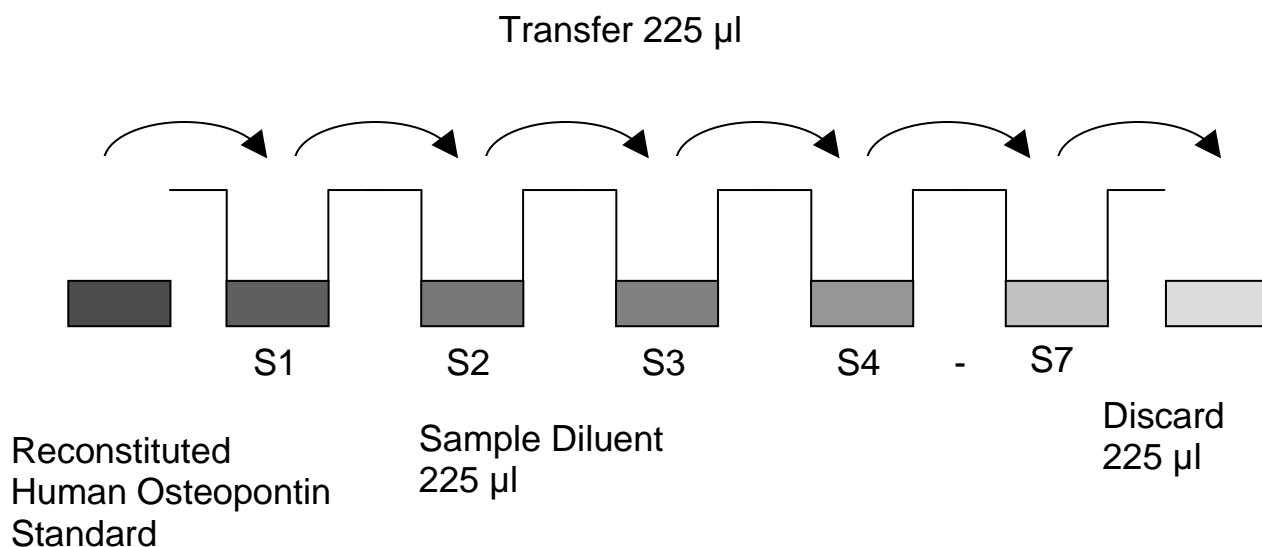 Transfer 225 µl
S1 S2 S3 S4 - S7
Reconstituted
Human Osteopontin
Standard
Sample Diluent
225 µl
Discard
225 µl